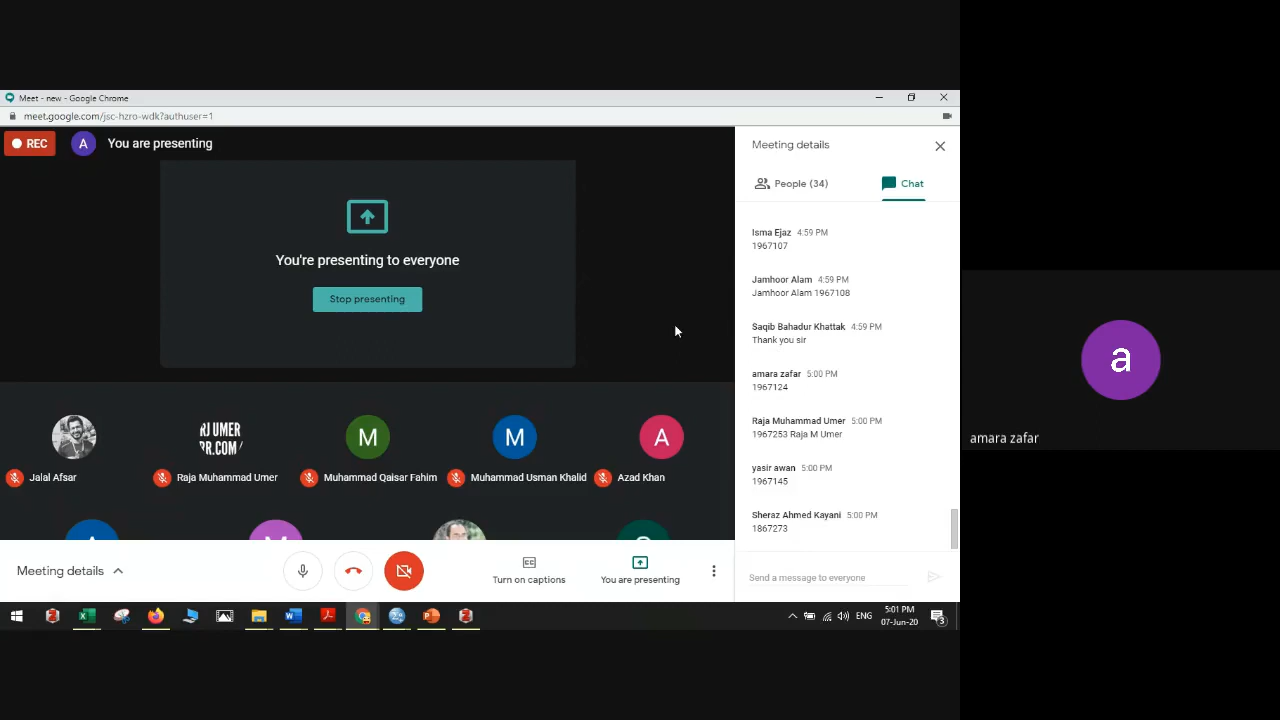 Meet - new - Google Chrome
meet.google.com/jsc-hzro-wdk?authuser=1
REC
A
You are presenting
You're presenting to everyone
Stop presenting
RJ UMER
RR.COM /
M
M
A
Jalal Afsar
Raja Muhammad Umer
Muhammad Qaisar Fahim
Muhammad Usman Khalid
Azad Khan
Meeting details
Turn on captions
You are presenting
Meeting details
People (34)
Chat
Isma Ejaz 4:59 PM
1967107
Jamhoor Alam 4:59 PM
Jamhoor Alam 1967108
Saqib Bahadur Khattak 4:59 PM
Thank you sir
amara zafar 5:00 PM
1967124
Raja Muhammad Umer 5:00 PM
1967253 Raja M Umer
yasir awan 5:00 PM
1967145
Sheraz Ahmed Kayani 5:00 PM
1867273
Send a message to everyone
ENG
5:01 PM
07-Jun-20
3
a
amara zafar